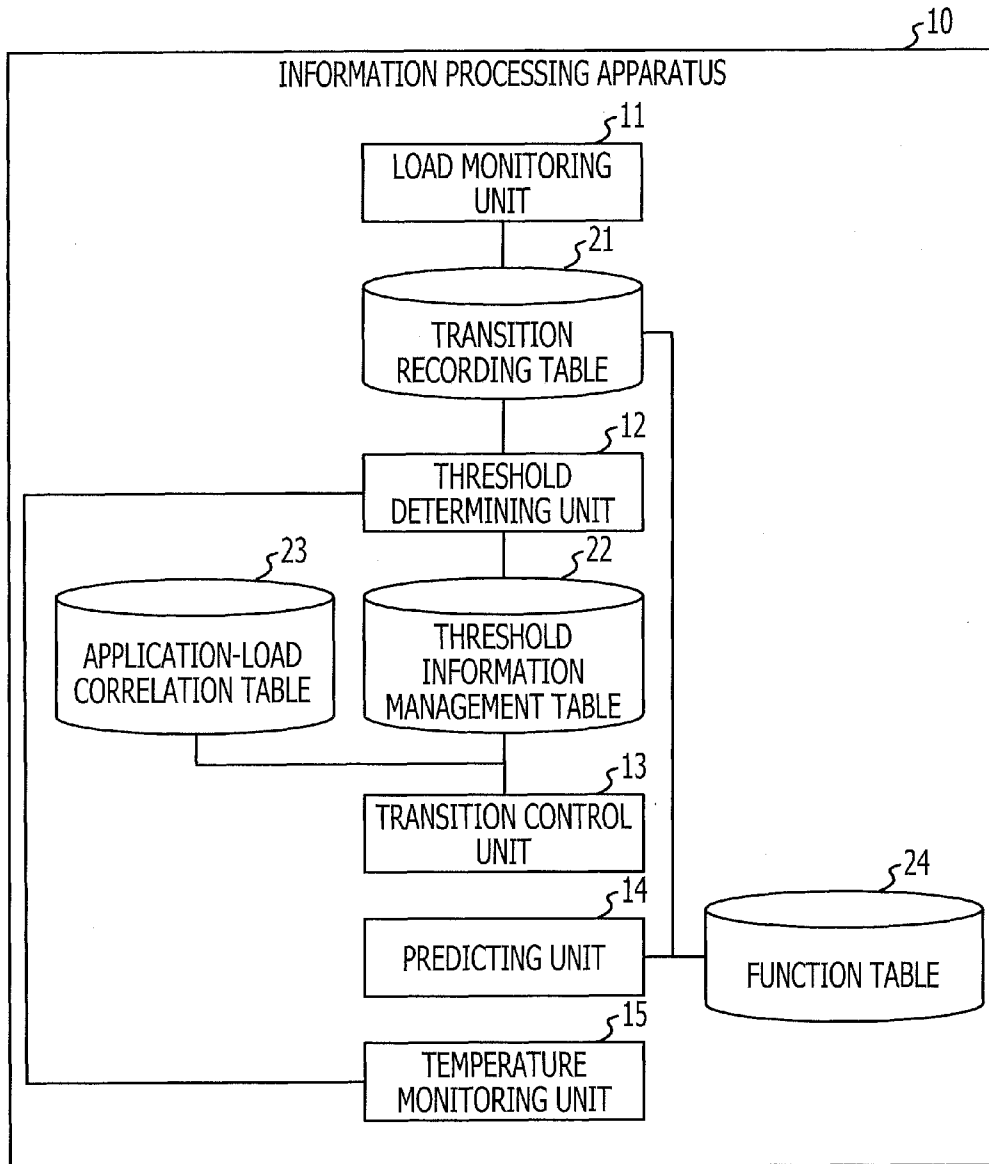 10
INFORMATION PROCESSING APPARATUS
11
LOAD MONITORING
UNIT
21
TRANSITION
RECORDING TABLE
12
THRESHOLD
DETERMINING UNIT
23
APPLICATION-LOAD
CORRELATION TABLE
22
THRESHOLD
INFORMATION
MANAGEMENT TABLE
13
TRANSITION CONTROL
UNIT
14
PREDICTING UNIT
24
FUNCTION TABLE
15
TEMPERATURE
MONITORING UNIT